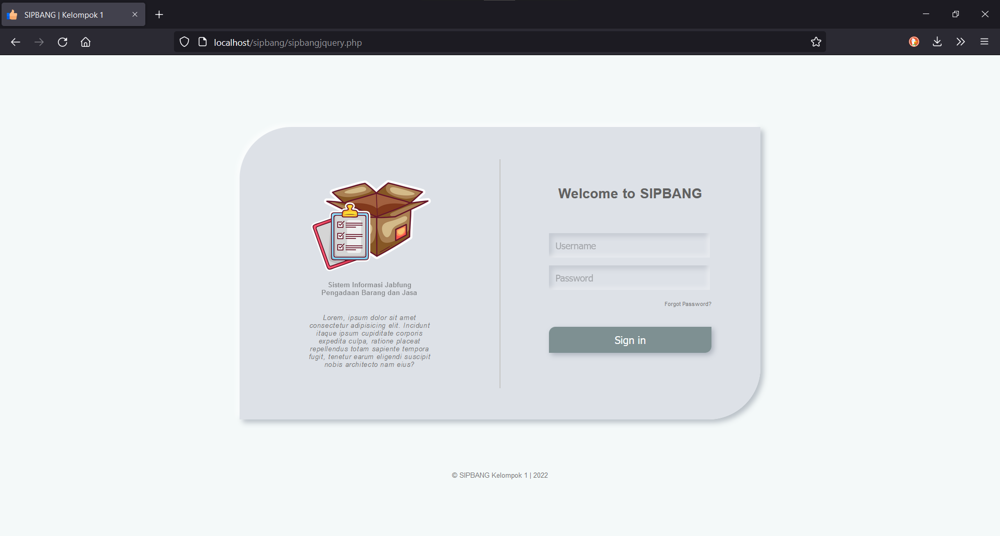 SIPBANG | Kelompok 1
localhost/sipbang/sipbangjquery.php
Sistem Informasi Jabfung
Pengadaan Barang dan Jasa
Lorem, ipsum dolor sit amet
consectetur adipisicing elit. Incidunt
itaque ipsum cupiditate corporis
expedita culpa, ratione placeat
repellendus totam sapiente tempora
fugit, tenetur earum eligendi suscipit
nobis architecto nam eius?
Welcome to SIPBANG
Username
Password
Forgot Password?
Sign in
© SIPBANG Kelompok 1 | 2022